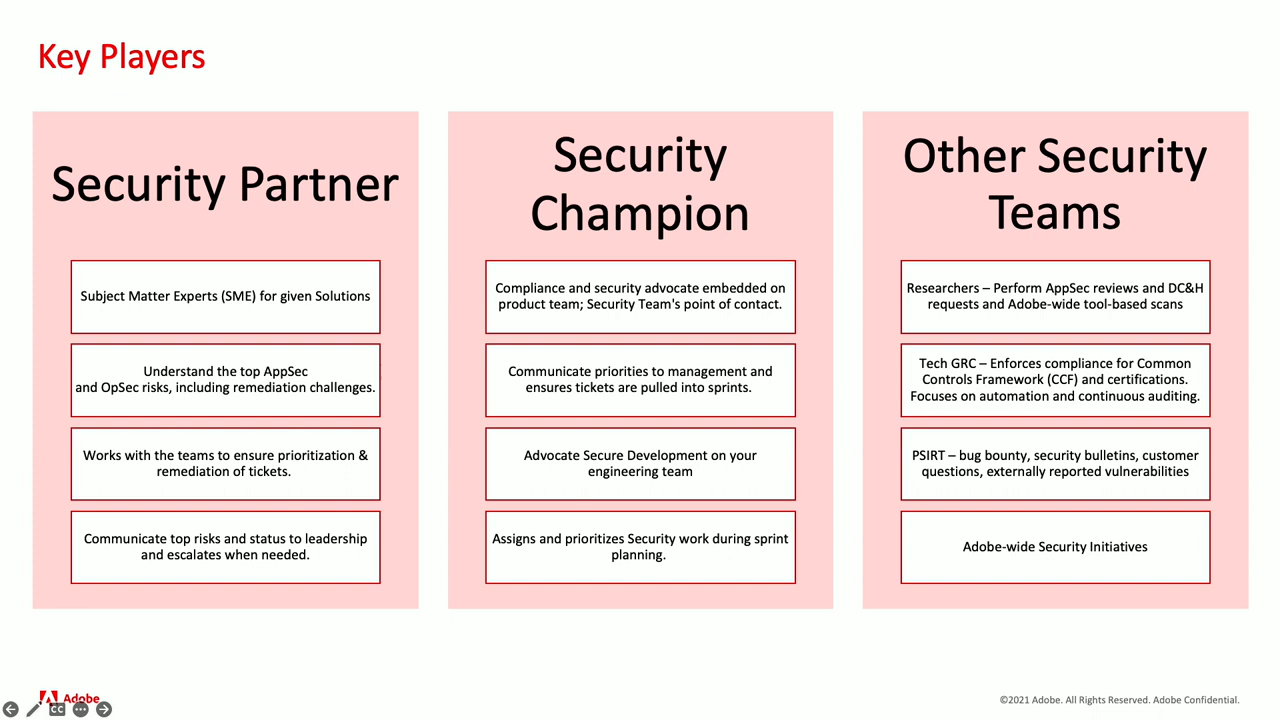 Key Players
Security Partner
Subject Matter Experts (SME) for given Solutions
Understand the top AppSec
and OpSec risks, including remediation challenges.
Works with the teams to ensure prioritization &
remediation of tickets.
Communicate top risks and status to leadership
and escalates when needed.
Security
Champion
Compliance and security advocate embedded on
product team; Security Team's point of contact.
Communicate priorities to management and
ensures tickets are pulled into sprints.
Advocate Secure Development on your
engineering team
Assigns and prioritizes Security work during sprint
planning.
Other Security
Teams
Researchers – Perform AppSec reviews and DC&H
requests and Adobe-wide tool-based scans
Tech GRC – Enforces compliance for Common
Controls Framework (CCF) and certifications.
Focuses on automation and continuous auditing.
PSIRT – bug bounty, security bulletins, customer
questions, externally reported vulnerabilities
Adobe-wide Security Initiatives
Adobe
CC
©2021 Adobe. All Rights Reserved. Adobe Confidential.